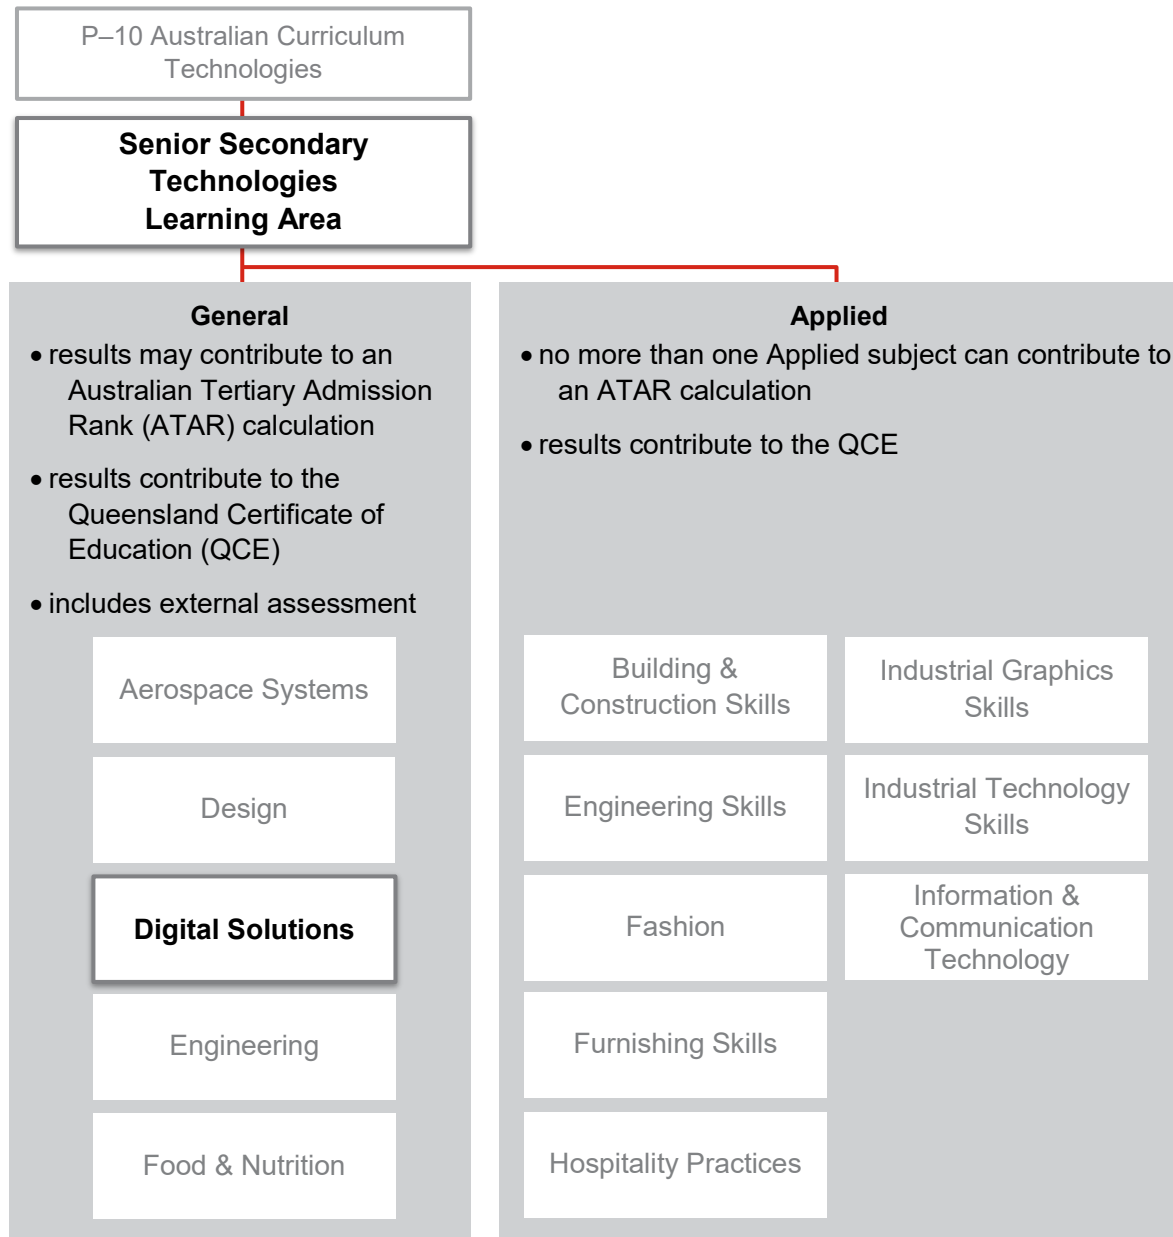 P–10 Australian Curriculum
Technologies
Senior Secondary
Technologies
Learning Area
General
• results may contribute to an
Australian Tertiary Admission
Rank (ATAR) calculation
• results contribute to the
Queensland Certificate of
Education (QCE)
• includes external assessment
Aerospace Systems
Design
Digital Solutions
Engineering
Food & Nutrition
Applied
• no more than one Applied subject can contribute to
an ATAR calculation
• results contribute to the QCE
Building &
Construction Skills
Engineering Skills
Fashion
Furnishing Skills
Hospitality Practices
Industrial Graphics
Skills
Industrial Technology
Skills
Information &
Communication
Technology